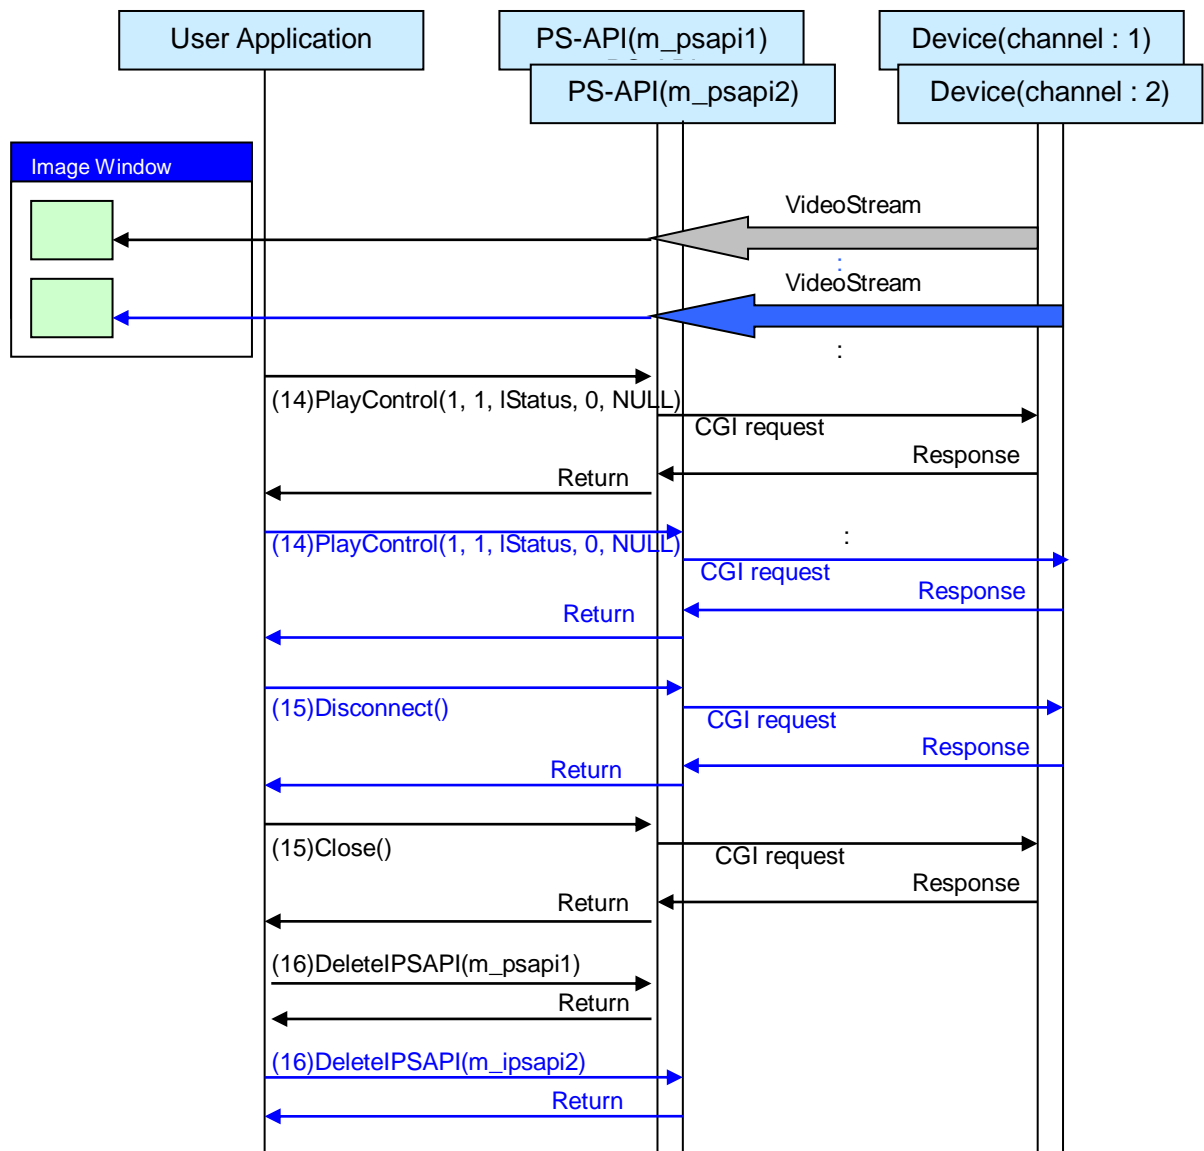 User Application
PS-API(m_psapi1)
Device(channel : 1)
PS-API(m_psapi2)
Device(channel : 2)
Image Window
VideoStream
:
VideoStream
:
(14)PlayControl(1, 1, lStatus, 0, NULL)
CGI request
Response
Return
(14)PlayControl(1, 1, lStatus, 0, NULL)
:
CGI request
Response
Return
(15)Disconnect()
CGI request
Response
Return
(15)Close()
CGI request
Response
Return
(16)DeleteIPSAPI(m_psapi1)
Return
(16)DeleteIPSAPI(m_ipsapi2)
Return